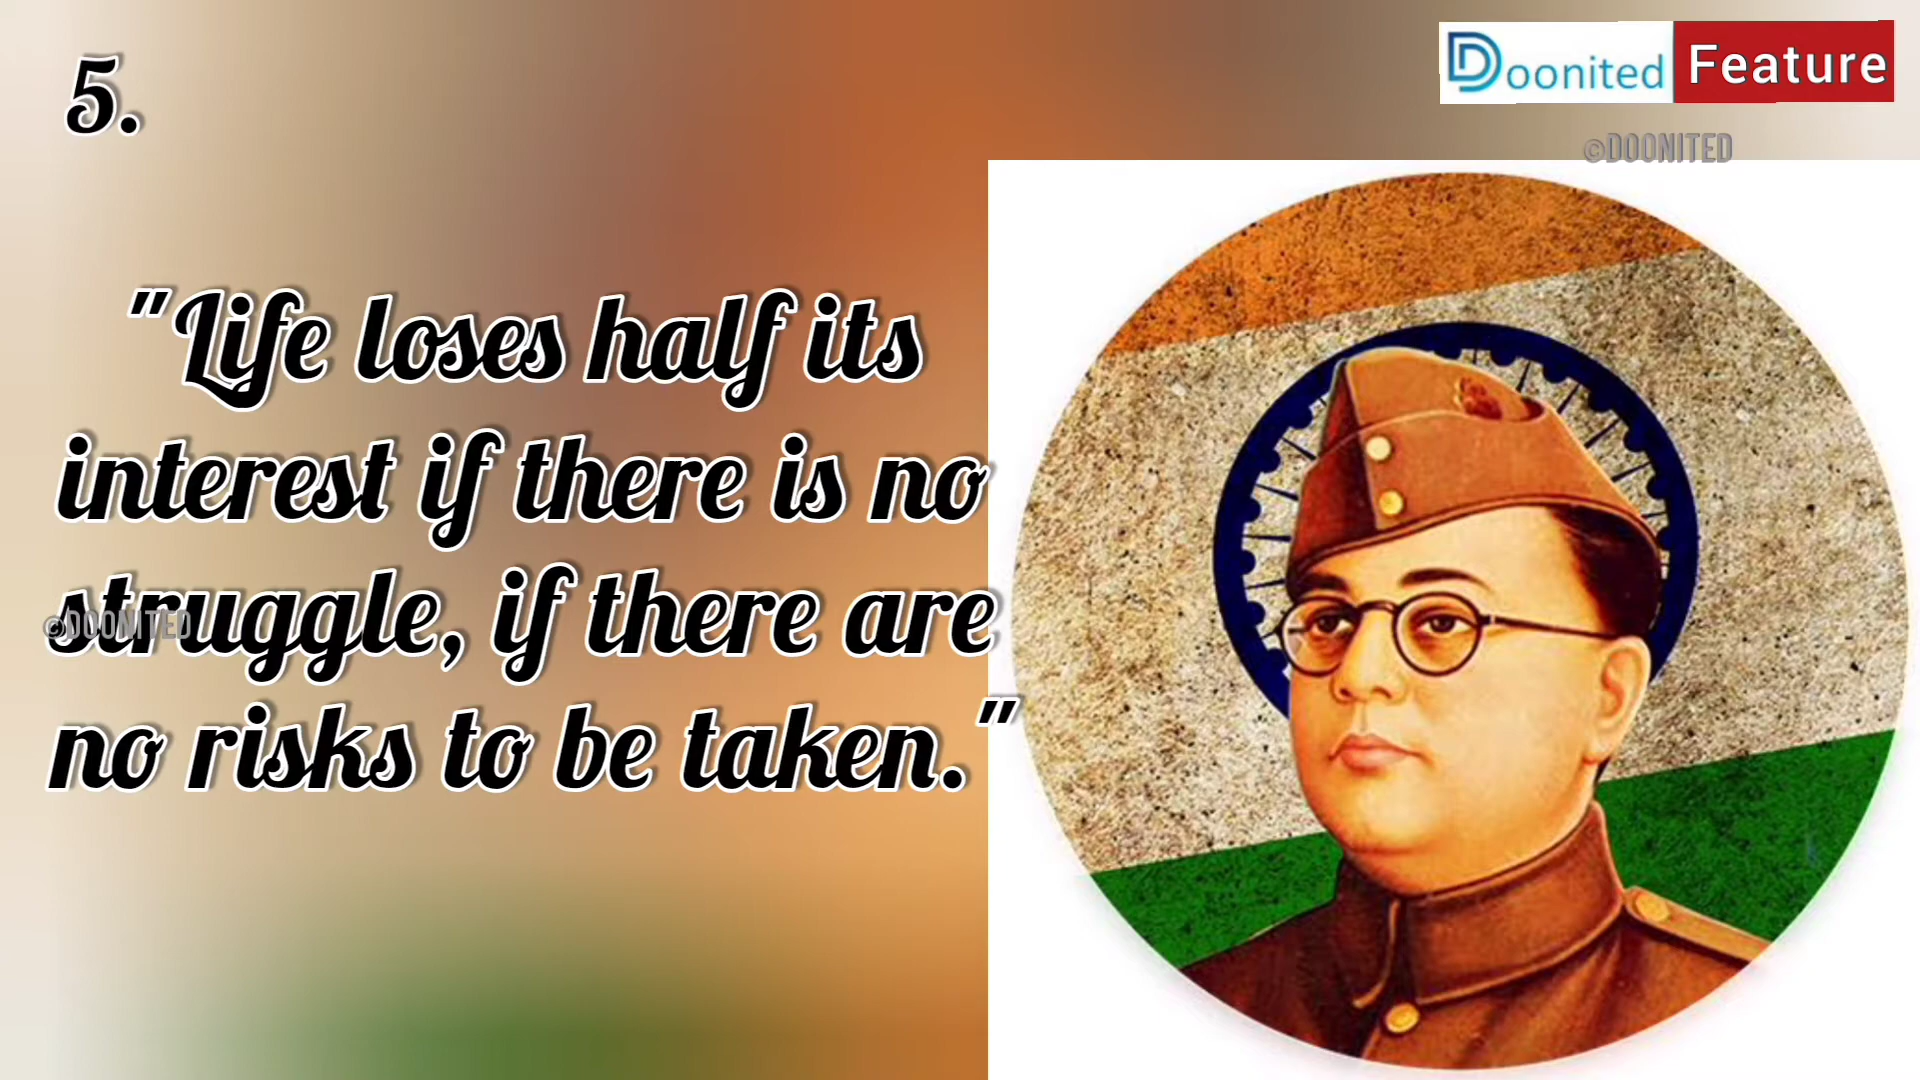 5.
Doonited Feature
©DOONITED
"Life loses half its
interest if there is no
struggle, if there are
©DOONITED
no risks to be taken."